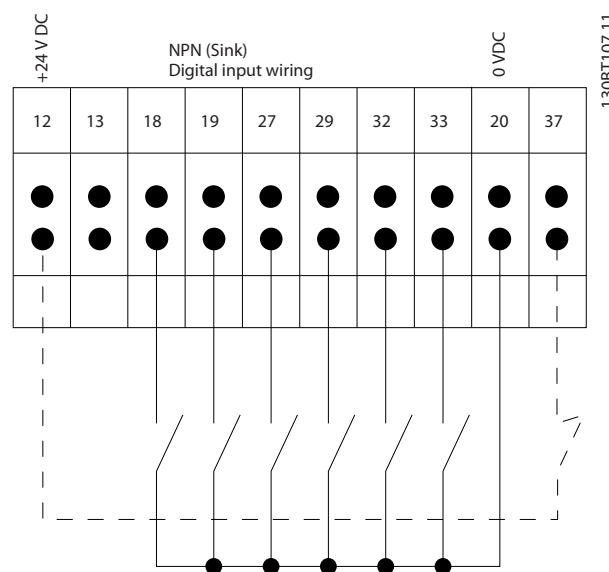 +24 V DC
NPN (Sink)
Digital input wiring
0 VDC
130BT107.11
12 13 18 19 27 29 32 33 20 37